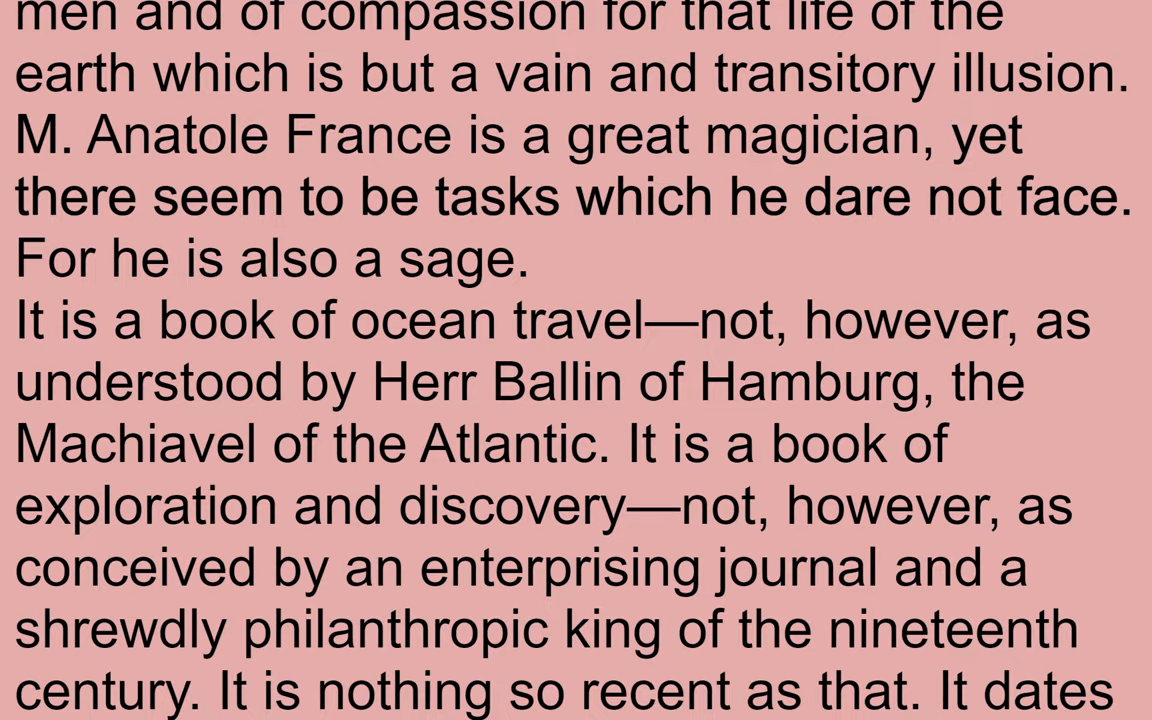 men and of compassion for that life of the
earth which is but a vain and transitory illusion.
M. Anatole France is a great magician, yet
there seem to be tasks which he dare not face.
For he is also a sage.
It is a book of ocean travel—not, however, as
understood by Herr Ballin of Hamburg, the
Machiavel of the Atlantic. It is a book of
exploration and discovery—not, however, as
conceived by an enterprising journal and a
shrewdly philanthropic king of the nineteenth
century. It is nothing so recent as that. It dates